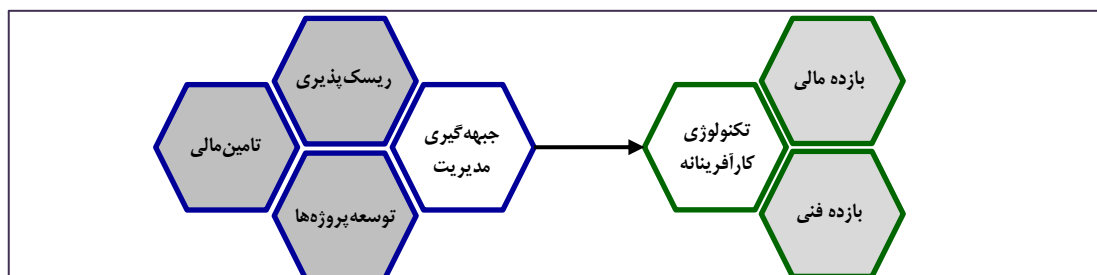 ریسک‌پذیری
تامین‌مالی
جبهه‌گیری
مدیریت
توسعه‌پروژه‌ها
بازده مالی
تکنولوژی
کارآفرینانه
بازده فنی